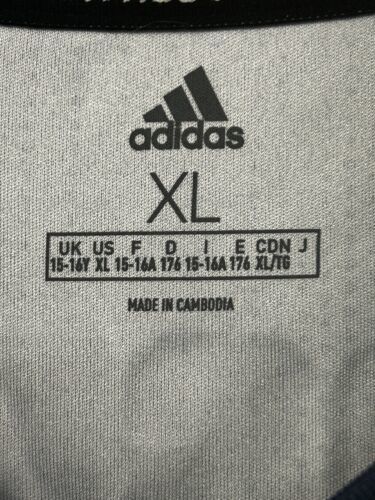 adidas
XL
UK US F D I E CDN J
15-16Y XL 15-16A 176 15-16A 176 XL/TG
MADE IN CAMBODIA